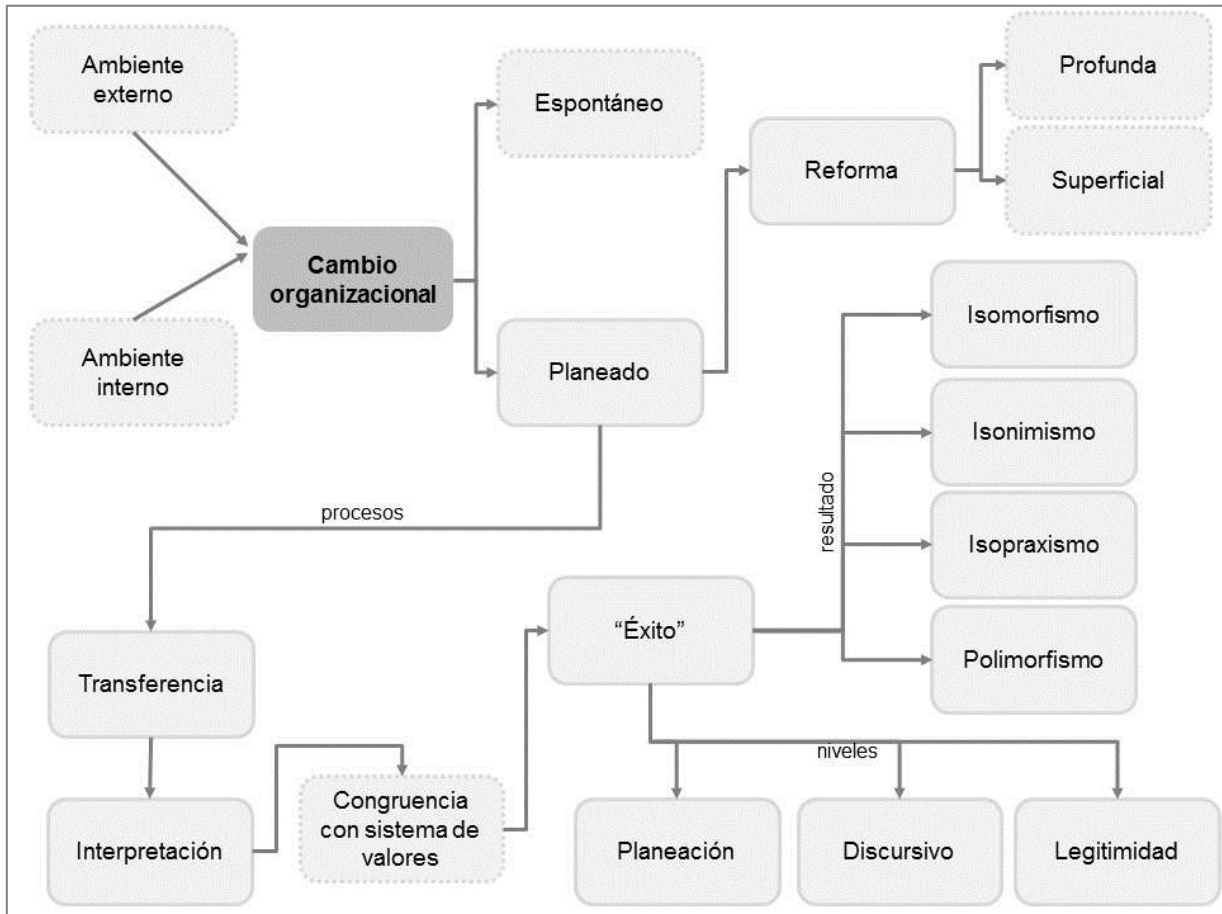 Ambiente
externo
Espontáneo
Profunda
Reforma
Superficial
Cambio
organizacional
Isomorfismo
Ambiente
interno
Planeado
Isonimismo
procesos
resultado
Isopraxismo
“Éxito”
Polimorfismo
Transferencia
niveles
Congruencia
con sistema de
valores
Interpretación
Planeación
Discursivo
Legitimidad